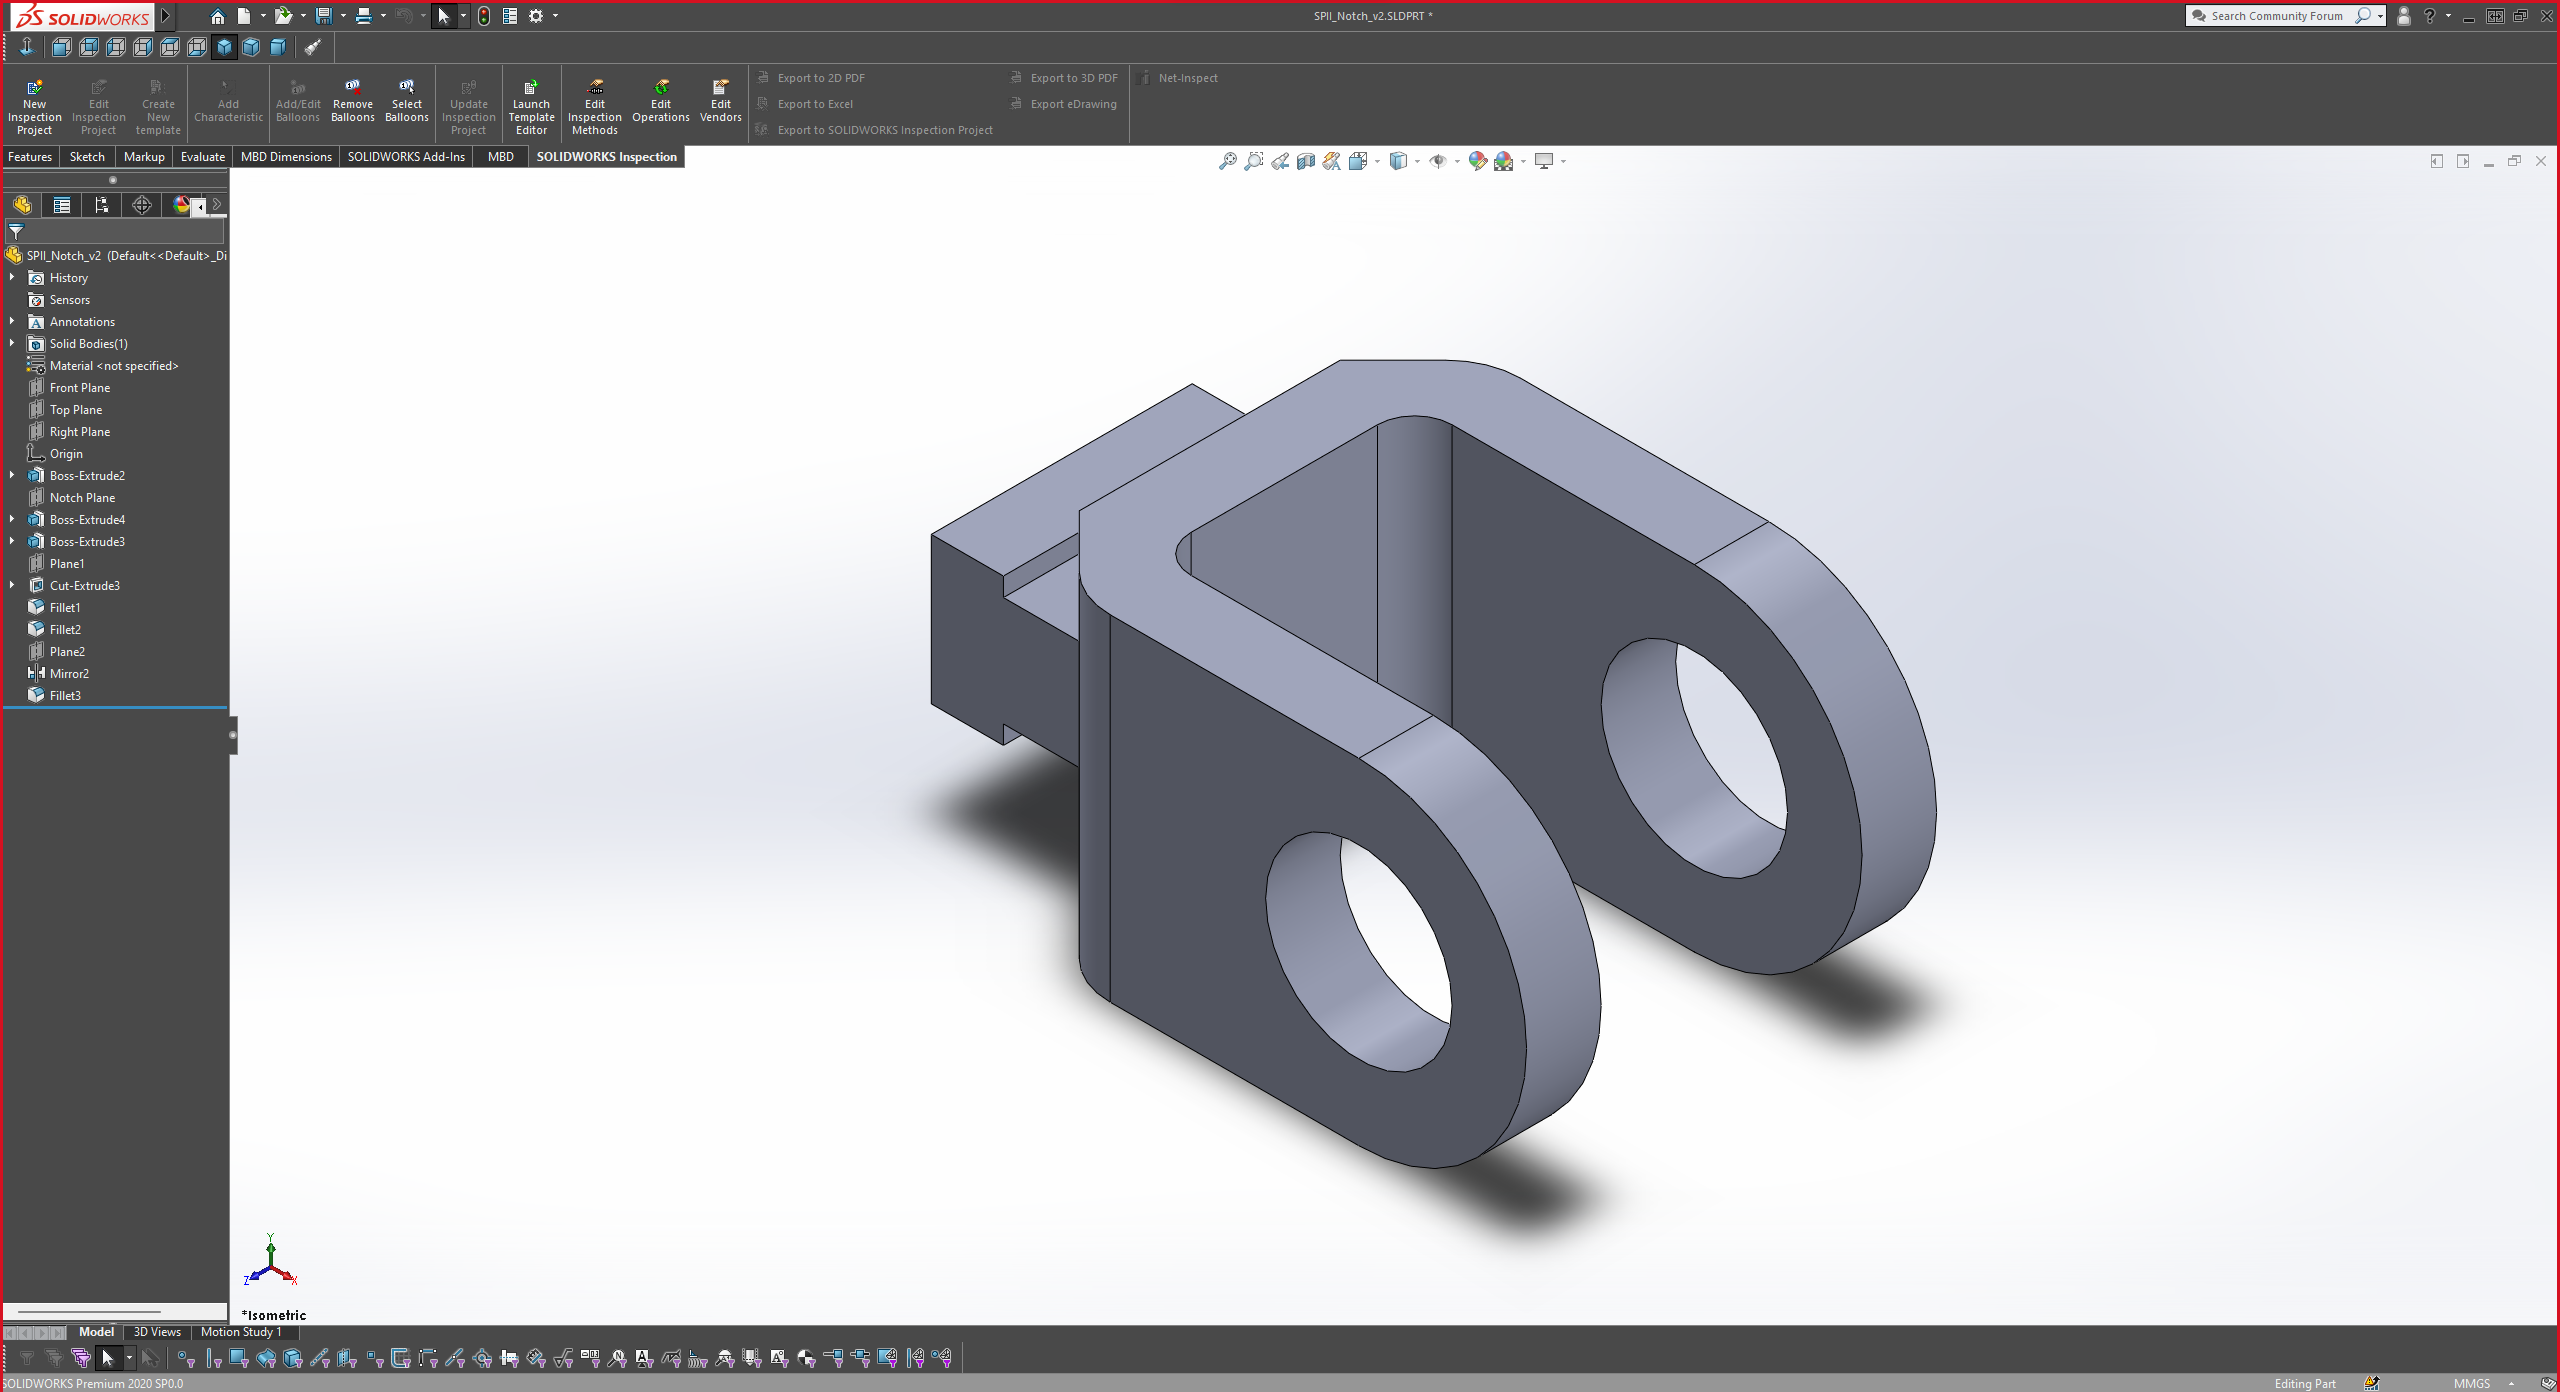 SOLIDWORKS
SPII_Notch_v2.SLDPRT *
Search Community Forum
New Inspection Project
Edit Inspection Project
Create New template
Add Characteristic
Add/Edit Balloons
Remove Balloons
Select Balloons
Update Inspection Project
Launch Template Editor
Edit Inspection Methods
Edit Operations
Edit Vendors
Export to 2D PDF
Export to Excel
Export to SOLIDWORKS Inspection Project
Export to 3D PDF
Export eDrawing
Net-Inspect
Features Sketch Markup Evaluate MBD Dimensions SOLIDWORKS Add-Ins MBD SOLIDWORKS Inspection
SPII_Notch_v2 (Default<<Default>_Di
History
Sensors
Annotations
Solid Bodies(1)
Material <not specified>
Front Plane
Top Plane
Right Plane
Origin
Boss-Extrude2
Notch Plane
Boss-Extrude4
Boss-Extrude3
Plane1
Cut-Extrude3
Fillet1
Fillet2
Plane2
Mirror2
Fillet3
Y
Z X
*Isometric
Model 3D Views Motion Study 1
SOLIDWORKS Premium 2020 SP0.0
Editing Part
MMGS